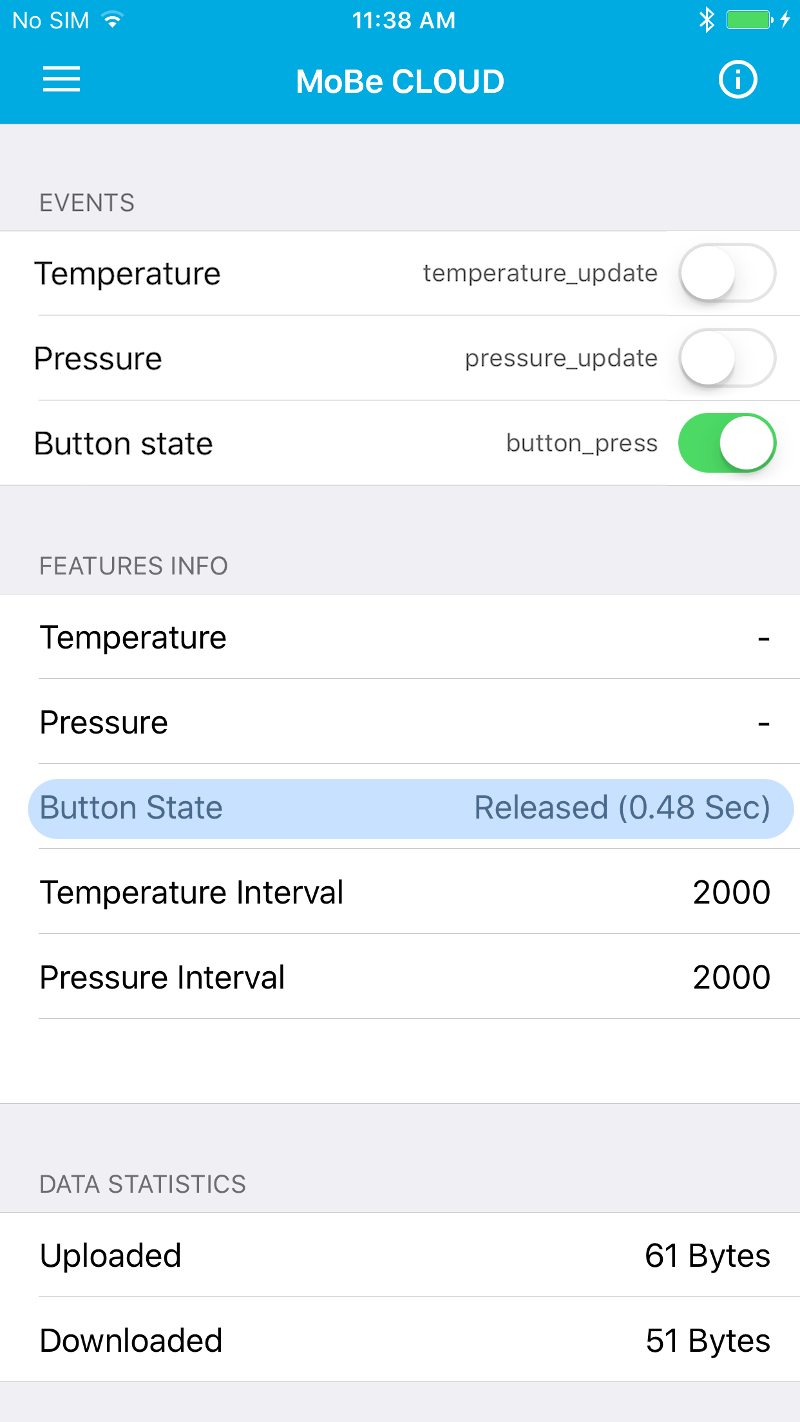 No SIM 11:38 AM
MoBe CLOUD
EVENTS
Temperature temperature_update
Pressure pressure_update
Button state button_press
FEATURES INFO
Temperature -
Pressure -
Button State Released (0.48 Sec)
Temperature Interval 2000
Pressure Interval 2000
DATA STATISTICS
Uploaded 61 Bytes
Downloaded 51 Bytes